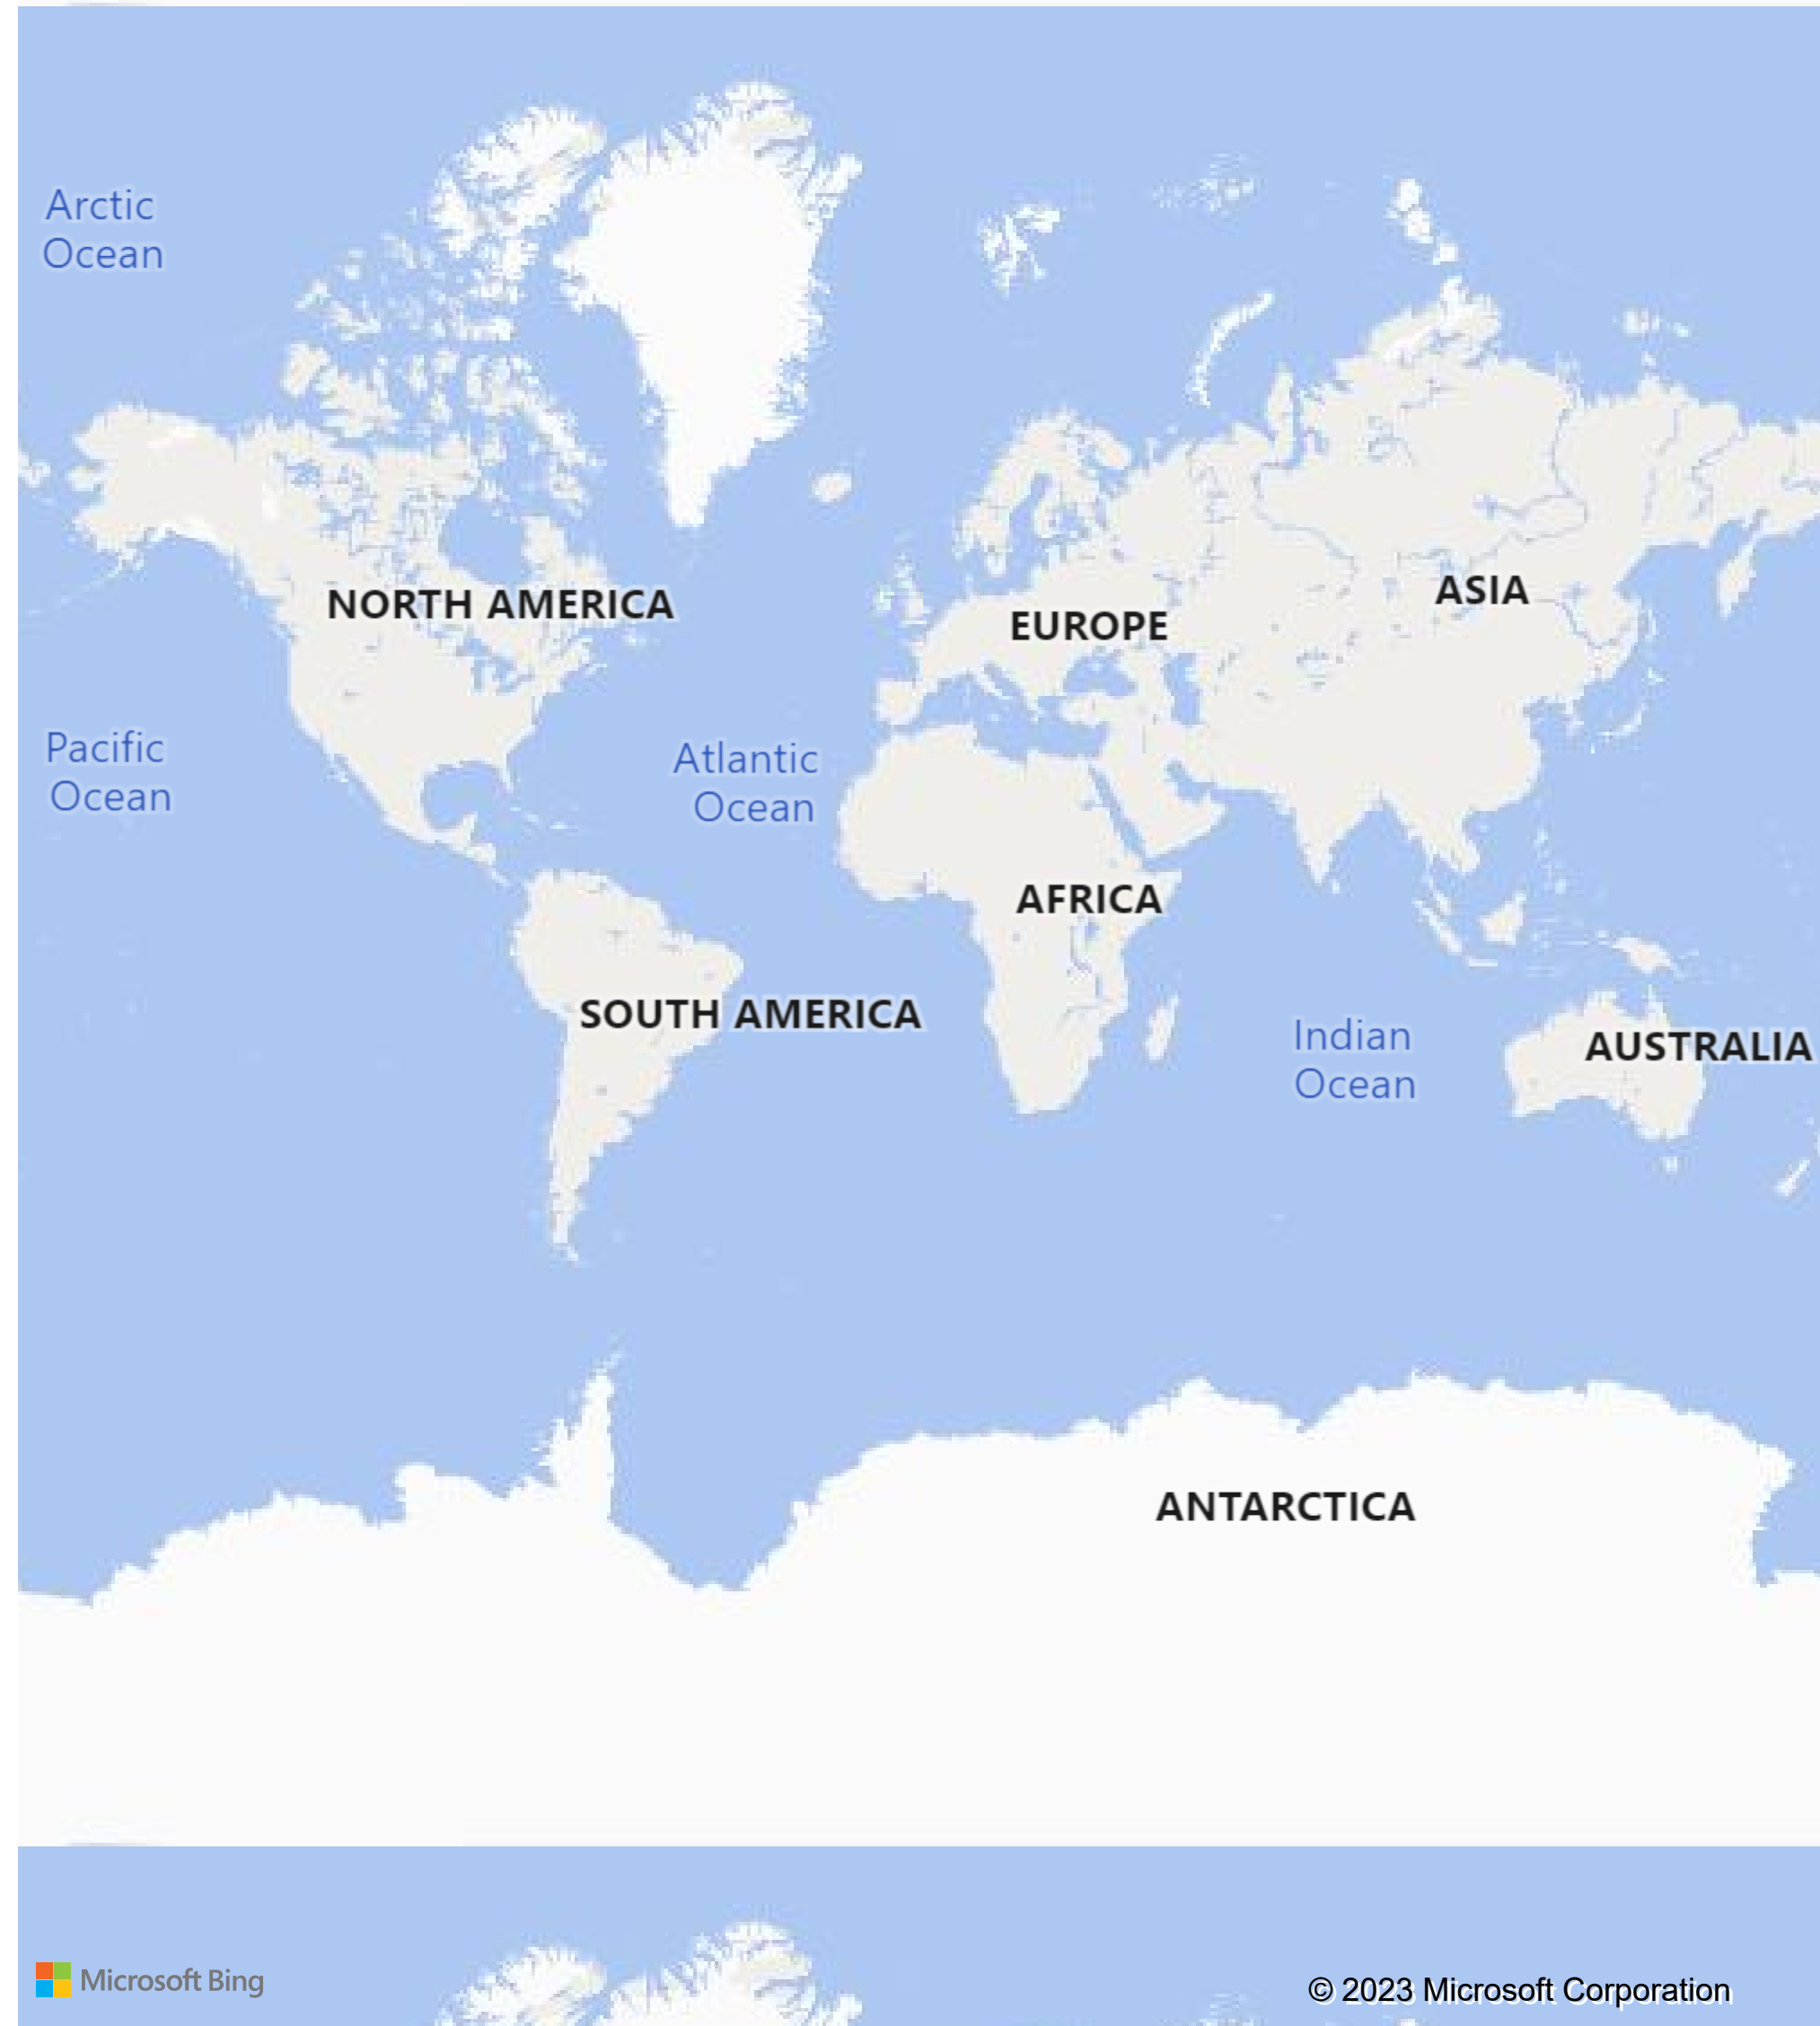 Arctic
Ocean
NORTH AMERICA
ASIA
EUROPE
Pacific
Ocean
Atlantic
Ocean
AFRICA
SOUTH AMERICA
Indian
Ocean
AUSTRALIA
ANTARCTICA
Microsoft Bing
© 2023 Microsoft Corporation